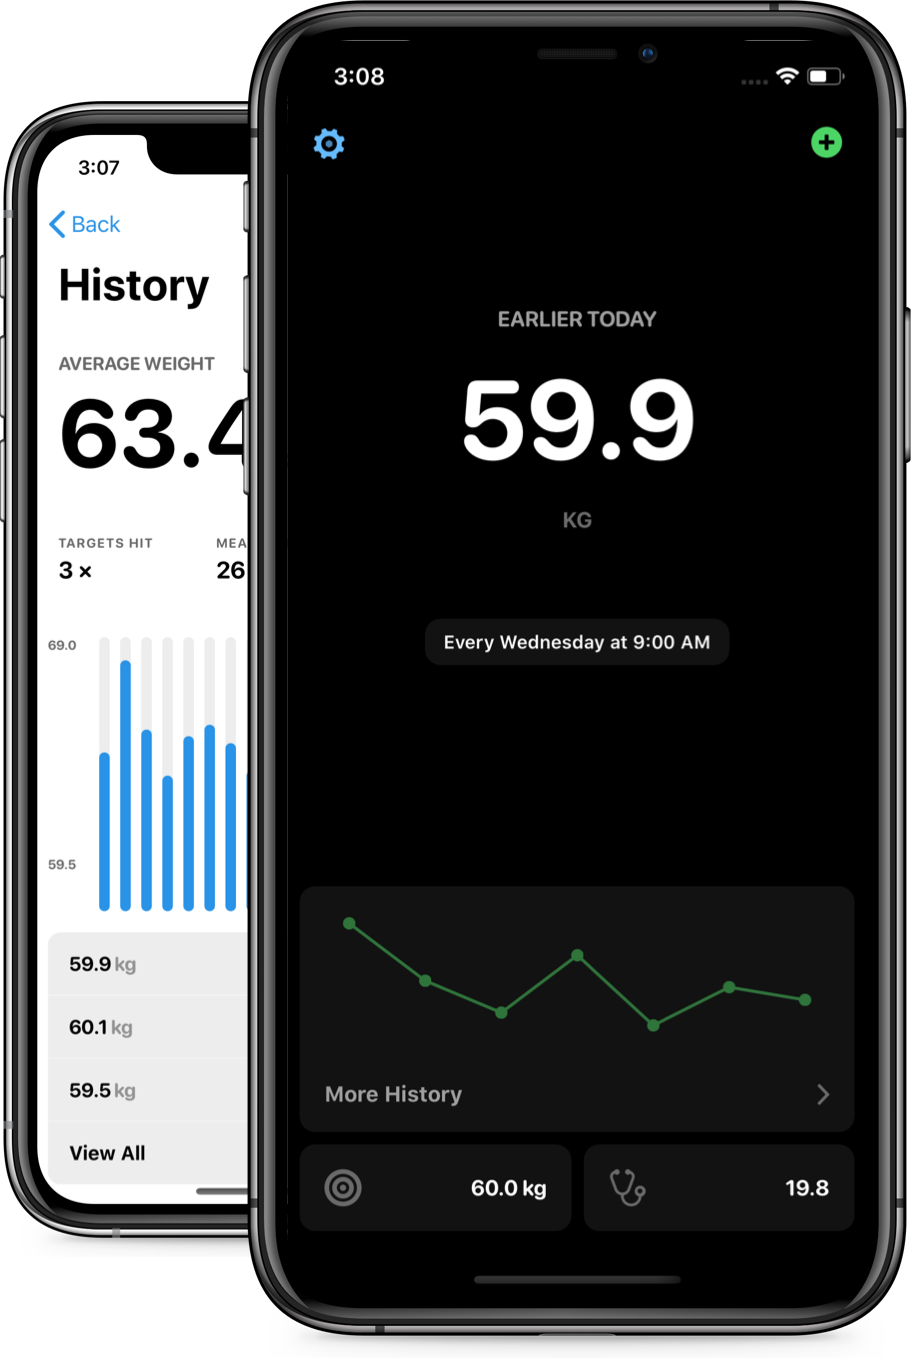 3:07
Back
History
AVERAGE WEIGHT
63.4
TARGETS HIT
3 ×
MEA
26
69.0
59.5
59.9 kg
60.1 kg
59.5 kg
View All
3:08
EARLIER TODAY
59.9
KG
Every Wednesday at 9:00 AM
More History
60.0 kg
19.8